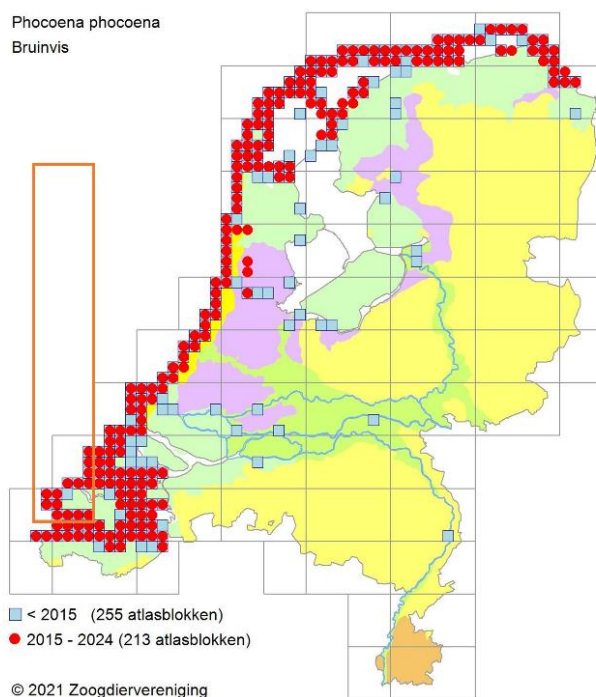 Phocoena phocoena
Bruinvis
< 2015 (255 atlasblokken)
2015 - 2024 (213 atlasblokken)
© 2021 Zoogdiervereniging